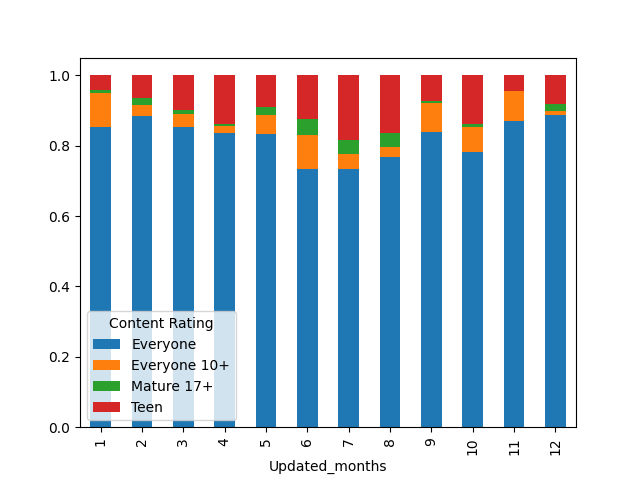 1.0
0.8
0.6
0.4
0.2
0.0
Content Rating
Everyone
Everyone 10+
Mature 17+
Teen
1 2 3 4 5 6 7 8 9 10 11 12
Updated_months